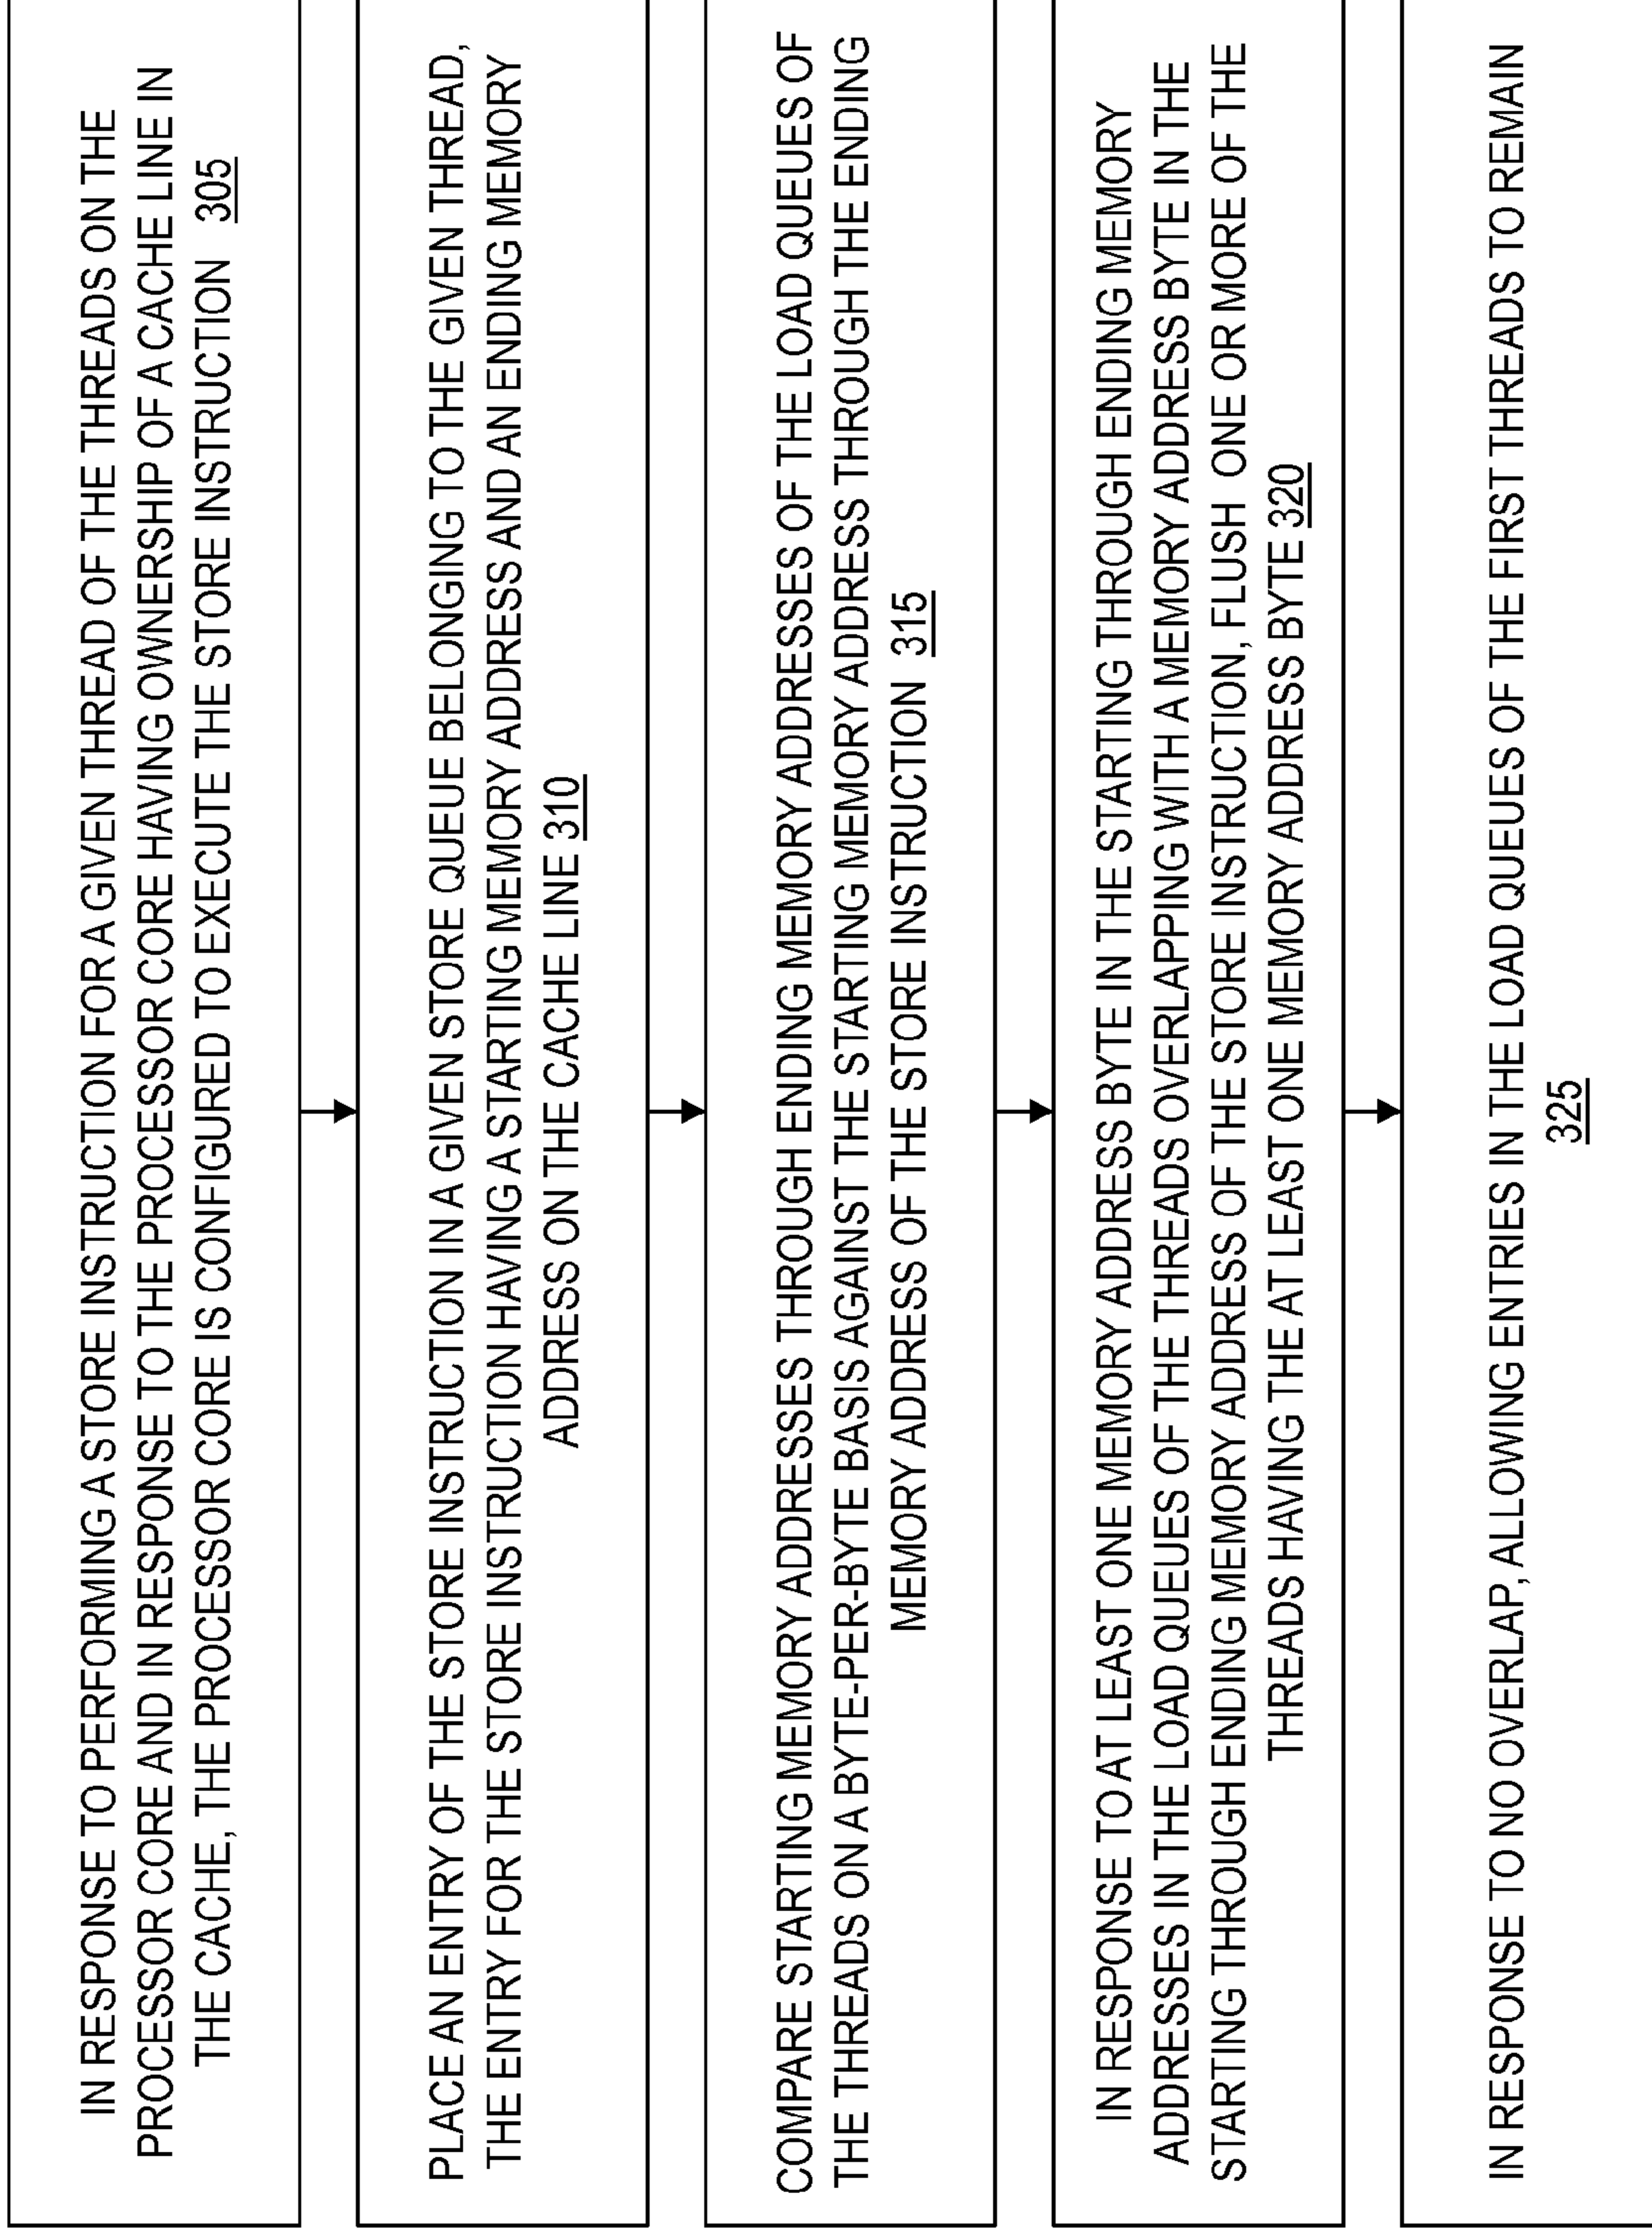 IN RESPONSE TO PERFORMING A STORE INSTRUCTION FOR A GIVEN THREAD OF THE THREADS ON THE
PROCESSOR CORE AND IN RESPONSE TO THE PROCESSOR CORE HAVING OWNERSHIP OF A CACHE LINE IN
THE CACHE, THE PROCESSOR CORE IS CONFIGURED TO EXECUTE THE STORE INSTRUCTION 305
PLACE AN ENTRY OF THE STORE INSTRUCTION IN A GIVEN STORE QUEUE BELONGING TO THE GIVEN THREAD,
THE ENTRY FOR THE STORE INSTRUCTION HAVING A STARTING MEMORY ADDRESS AND AN ENDING MEMORY
ADDRESS ON THE CACHE LINE 310
COMPARE STARTING MEMORY ADDRESSES THROUGH ENDING MEMORY ADDRESSES OF THE LOAD QUEUES OF
THE THREADS ON A BYTE-PER-BYTE BASIS AGAINST THE STARTING MEMORY ADDRESS THROUGH THE ENDING
MEMORY ADDRESS OF THE STORE INSTRUCTION 315
IN RESPONSE TO AT LEAST ONE MEMORY ADDRESS BYTE IN THE STARTING THROUGH ENDING MEMORY
ADDRESSES IN THE LOAD QUEUES OF THE THREADS OVERLAPPING WITH A MEMORY ADDRESS BYTE IN THE
STARTING THROUGH ENDING MEMORY ADDRESS OF THE STORE INSTRUCTION, FLUSH ONE OR MORE OF THE
THREADS HAVING THE AT LEAST ONE MEMORY ADDRESS BYTE 320
IN RESPONSE TO NO OVERLAP, ALLOWING ENTRIES IN THE LOAD QUEUES OF THE FIRST THREADS TO REMAIN
325